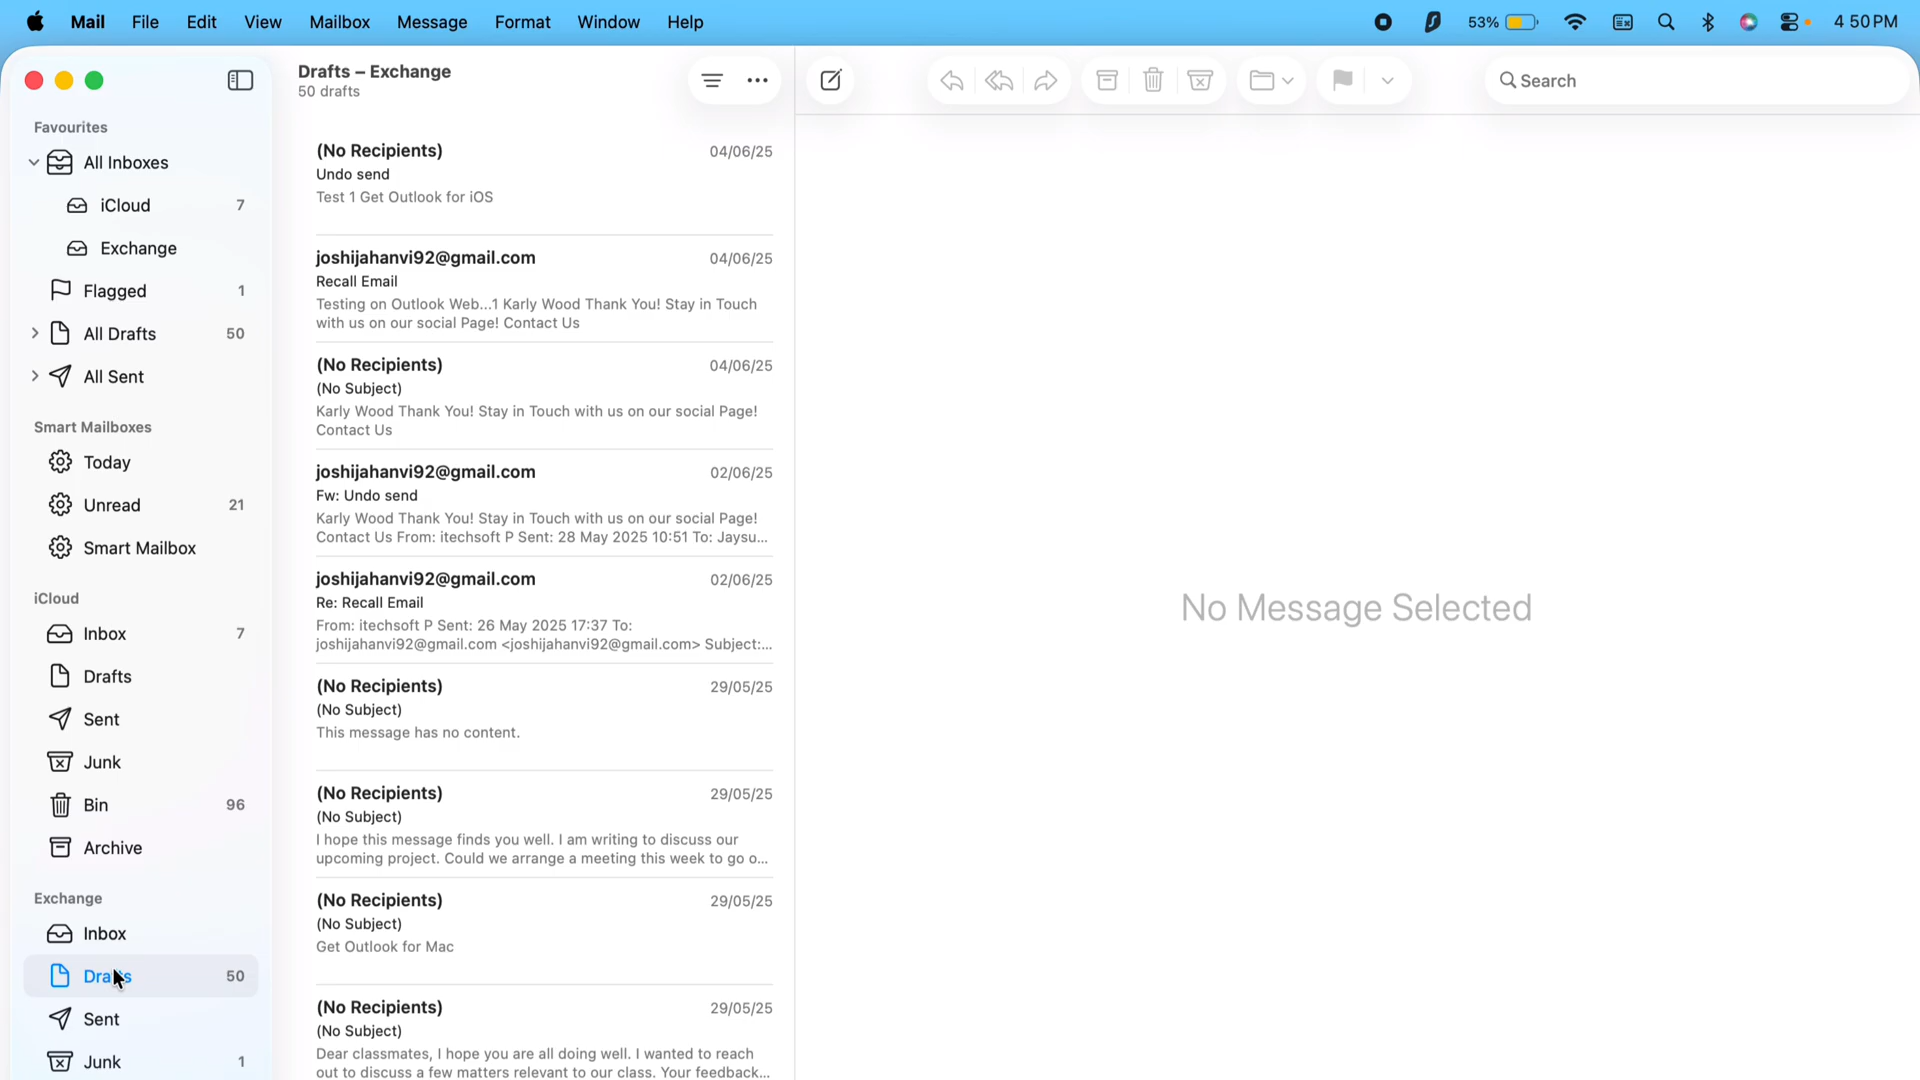 Mail File Edit View Mailbox Message Format Window Help 53% 4 50 PM
Drafts – Exchange
50 drafts
Search
Favourites
All Inboxes
iCloud 7
Exchange
Flagged 1
All Drafts 50
All Sent
Smart Mailboxes
Today
Unread 21
Smart Mailbox
iCloud
Inbox 7
Drafts
Sent
Junk
Bin 96
Archive
Exchange
Inbox
Drafts 50
Sent
Junk 1
(No Recipients) 04/06/25
Undo send
Test 1 Get Outlook for iOS
joshijahanvi92@gmail.com 04/06/25
Recall Email
Testing on Outlook Web...1 Karly Wood Thank You! Stay in Touch
with us on our social Page! Contact Us
(No Recipients) 04/06/25
(No Subject)
Karly Wood Thank You! Stay in Touch with us on our social Page!
Contact Us
joshijahanvi92@gmail.com 02/06/25
Fw: Undo send
Karly Wood Thank You! Stay in Touch with us on our social Page!
Contact Us From: itechsoft P Sent: 28 May 2025 10:51 To: Jaysu...
joshijahanvi92@gmail.com 02/06/25
Re: Recall Email
From: itechsoft P Sent: 26 May 2025 17:37 To:
joshijahanvi92@gmail.com <joshijahanvi92@gmail.com> Subject:...
(No Recipients) 29/05/25
(No Subject)
This message has no content.
(No Recipients) 29/05/25
(No Subject)
I hope this message finds you well. I am writing to discuss our
upcoming project. Could we arrange a meeting this week to go o...
(No Recipients) 29/05/25
(No Subject)
Get Outlook for Mac
(No Recipients) 29/05/25
(No Subject)
Dear classmates, I hope you are all doing well. I wanted to reach
out to discuss a few matters relevant to our class. Your feedback...
No Message Selected